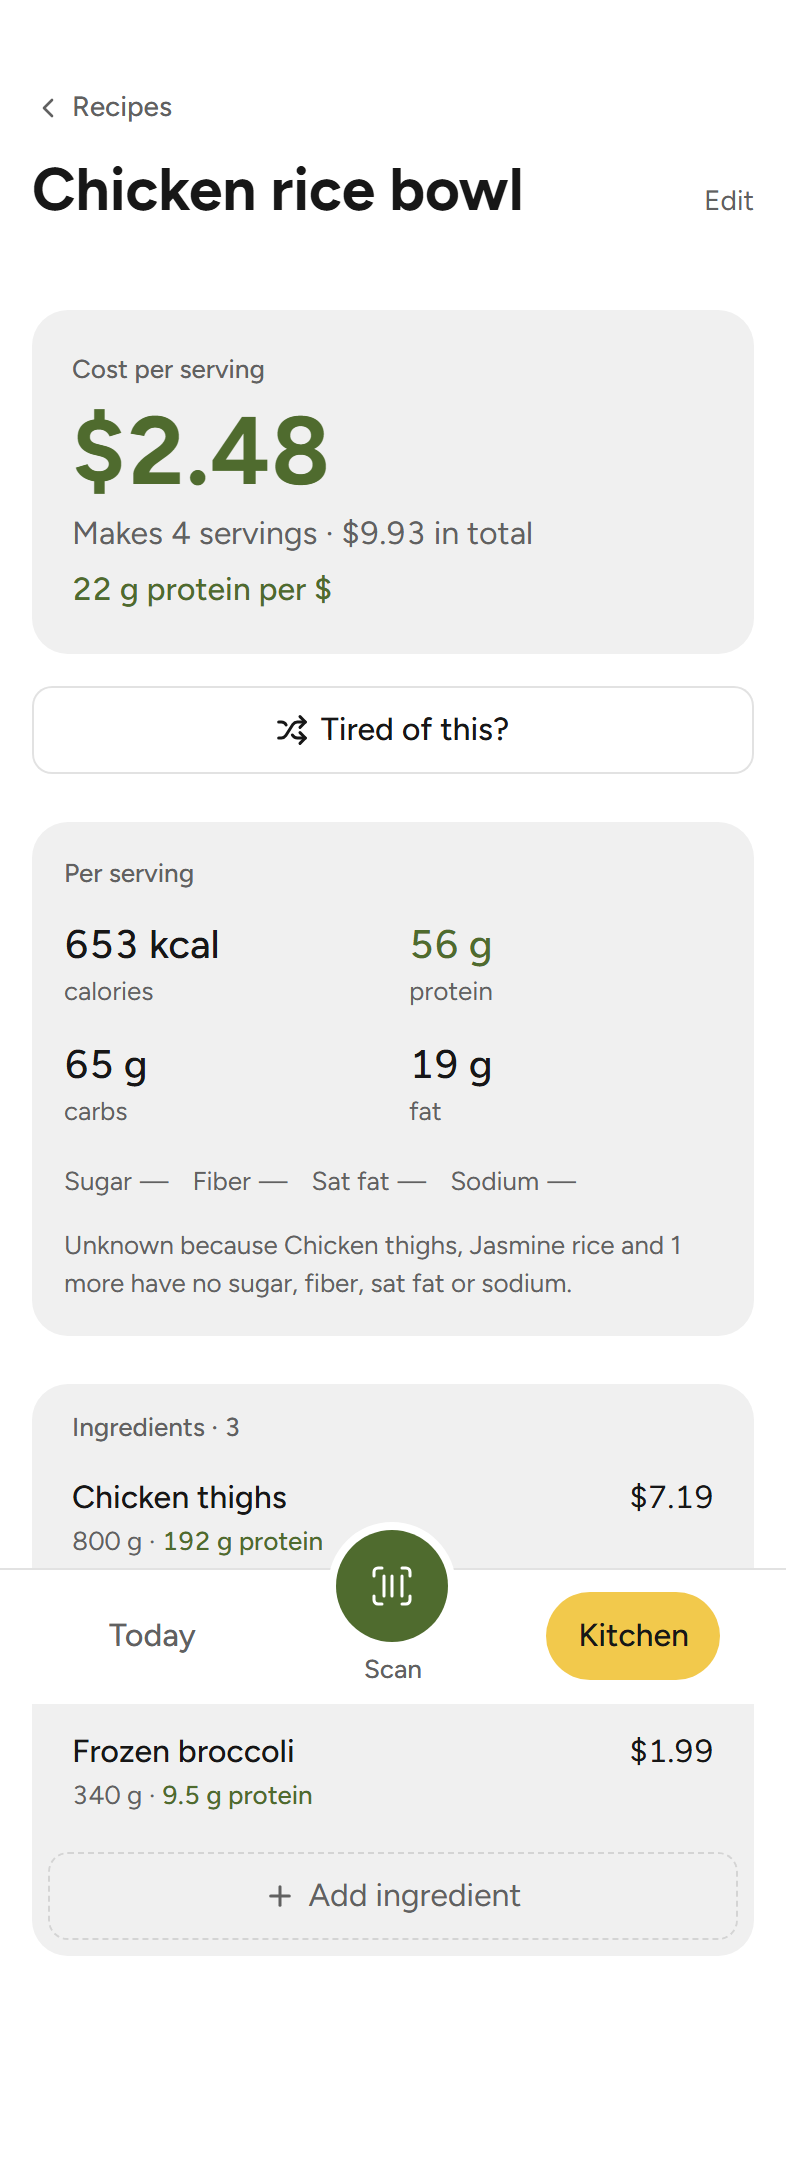 Recipes
Chicken rice bowl
Edit
Cost per serving
$2.48
Makes 4 servings · $9.93 in total
22 g protein per $
Tired of this?
Per serving
653 kcal
calories
56 g
protein
65 g
carbs
19 g
fat
Sugar — Fiber — Sat fat — Sodium —
Unknown because Chicken thighs, Jasmine rice and 1
more have no sugar, fiber, sat fat or sodium.
Ingredients · 3
Chicken thighs
$7.19
800 g · 192 g protein
Today
Scan
Kitchen
Frozen broccoli
$1.99
340 g · 9.5 g protein
+ Add ingredient